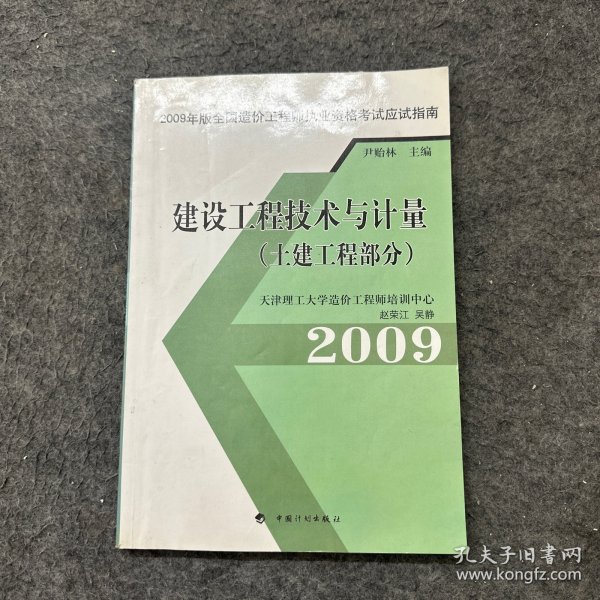 2009年版全国造价工程师执业资格考试应试指南
尹贻林 主编
建设工程技术与计量
（土建工程部分）
天津理工大学造价工程师培训中心
赵荣江 吴静
2009
中国计划出版社
孔夫子旧书网
www.kongfz.com